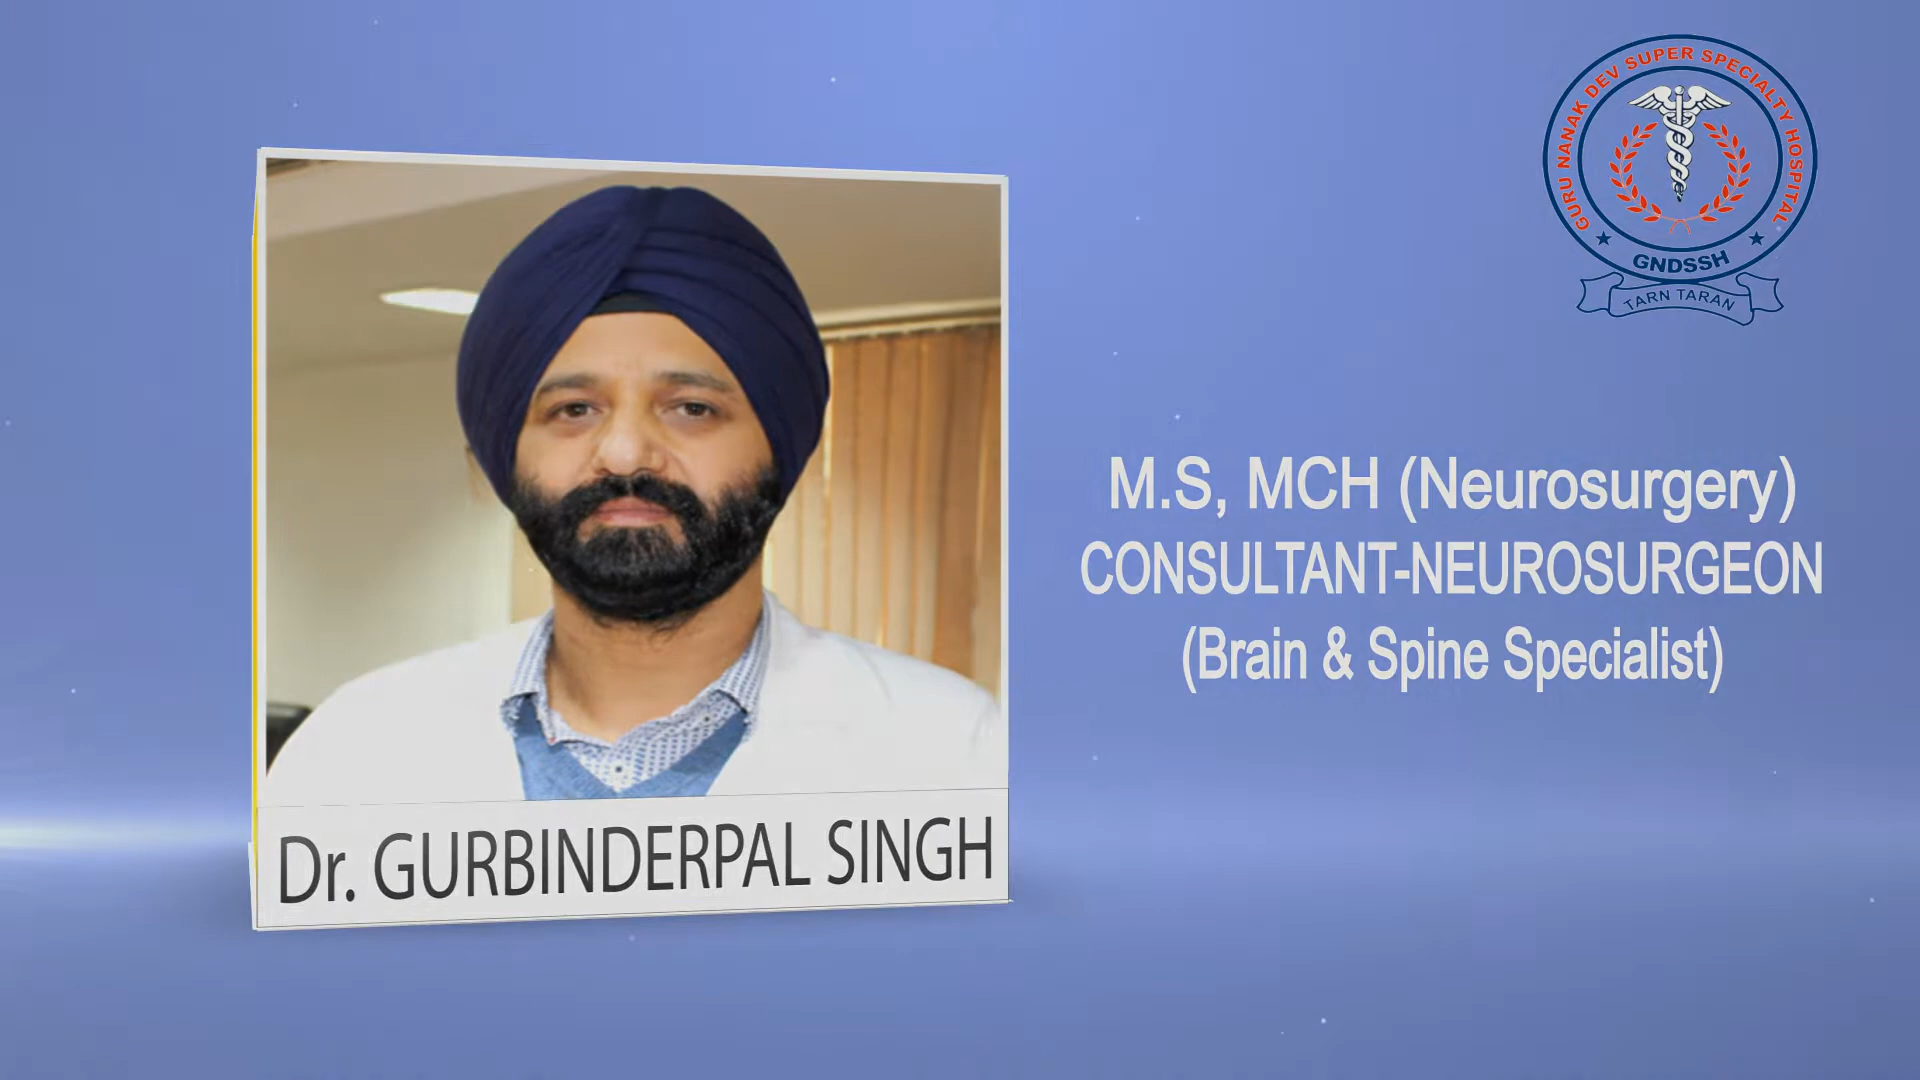 GURU NANAK DEV SUPER SPECIALTY HOSPITAL
GNDSSH
TARN TARAN
M.S, MCH (Neurosurgery)
CONSULTANT-NEUROSURGEON
(Brain & Spine Specialist)
Dr. GURBINDERPAL SINGH